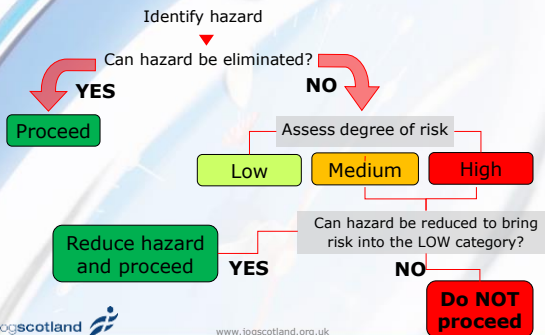 Identify hazard
Can hazard be eliminated?
YES
NO
Proceed
Assess degree of risk
Low
Medium
High
Can hazard be reduced to bring
risk into the LOW category?
Reduce hazard
and proceed
YES
NO
Do NOT
proceed
ogscotland
www.jogscotland.org.uk